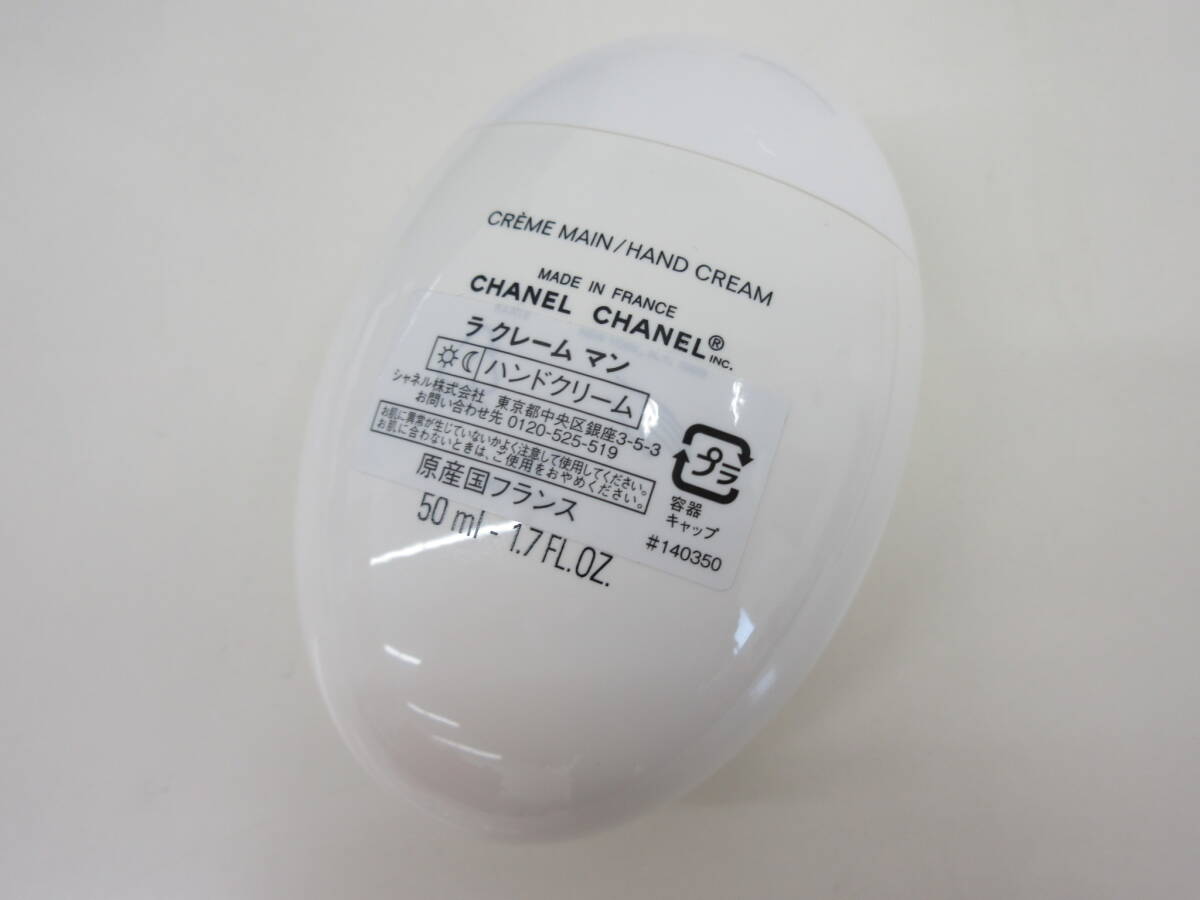 CRÈME MAIN/HAND CREAM
MADE IN FRANCE
CHANEL CHANEL® INC.
ラ クレーム マン
ハンドクリーム
シャネル株式会社 東京都中央区銀座3-5-3
お問い合わせ先 0120-525-519
お肌に異常が生じていないかよく注意して使用してください。
お肌に合わないときは、ご使用をおやめください。
原産国フランス
プラ
容器
キャップ
#140350
50 ml - 1.7 FL.OZ.